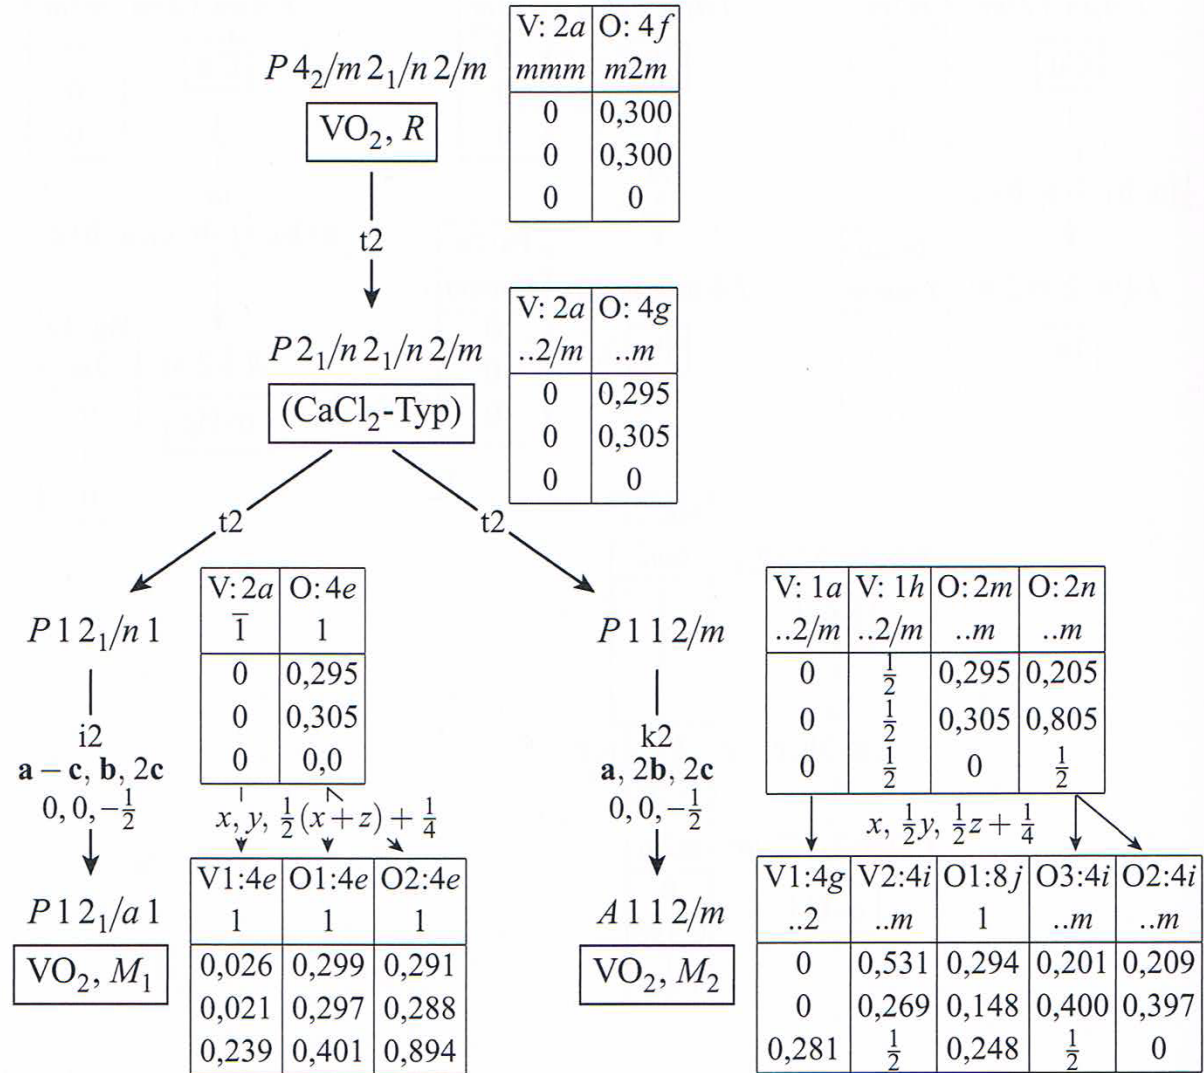 V: 2a O: 4f
P 4₂/m 2₁/n 2/m mmm m2m
VO₂, R
0 0,300
0 0,300
0 0
t2
V: 2a O: 4g
P 2₁/n 2₁/n 2/m ..2/m ..m
(CaCl₂-Typ)
0 0,295
0 0,305
0 0
t2 t2
V: 2a O: 4e
P 1 2₁/n 1 1̅ 1
0 0,295
0 0,305
0 0,0
i2
a − c, b, 2c
0, 0, −½
x, y, ½(x+z) + ¼
V1:4e O1:4e O2:4e
P 1 2₁/a 1 1 1 1
VO₂, M₁
0,026 0,299 0,291
0,021 0,297 0,288
0,239 0,401 0,894
V: 1a V: 1h O: 2m O: 2n
P 1 1 2/m ..2/m ..2/m ..m ..m
0 ½ 0,295 0,205
0 ½ 0,305 0,805
0 ½ 0 ½
k2
a, 2b, 2c
0, 0, −½
x, ½y, ½z + ¼
V1:4g V2:4i O1:8j O3:4i O2:4i
A 1 1 2/m ..2 ..m 1 ..m ..m
VO₂, M₂
0 0,531 0,294 0,201 0,209
0 0,269 0,148 0,400 0,397
0,281 ½ 0,248 ½ 0